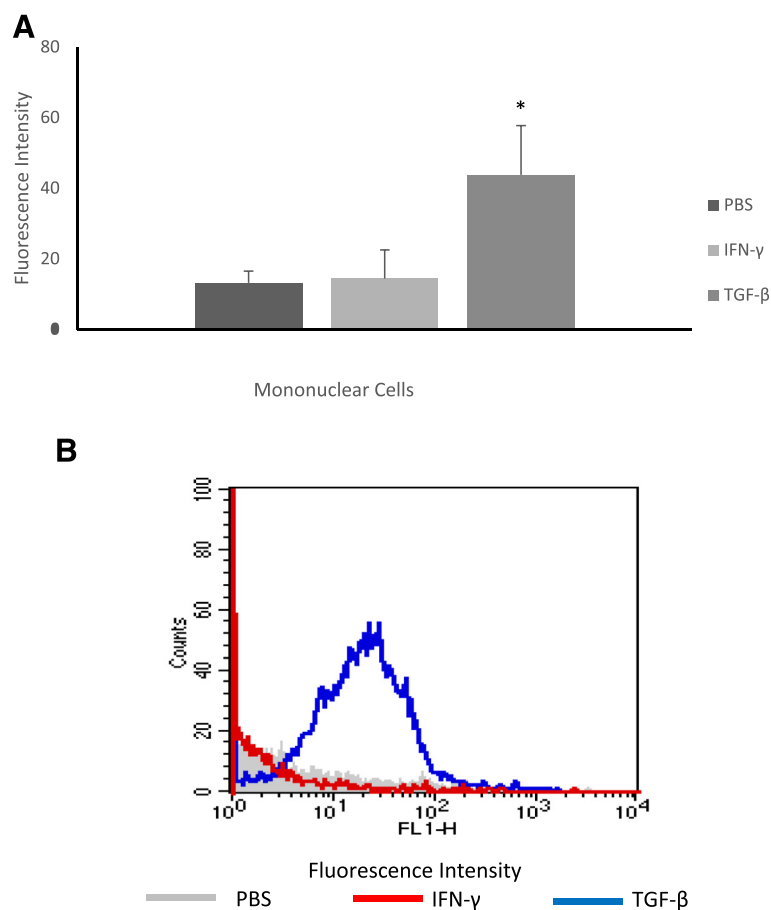 A
80
60
40
20
0
Fluorescence Intensity
*
PBS
IFN-γ
TGF-β
Mononuclear Cells
B
100
80
60
40
20
0
Counts
10⁰ 10¹ 10² 10³ 10⁴
FL1-H
Fluorescence Intensity
PBS IFN-γ TGF-β